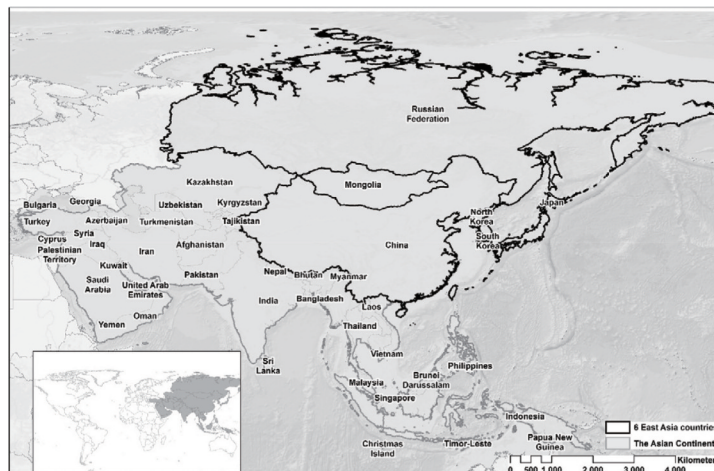 Russian
Federation
Kazakhstan
Mongolia
Bulgaria
Georgia
Uzbekistan
Kyrgyzstan
Turkey
Azerbaijan
Turkmenistan
Tajikistan
North
Korea
Japan
Cyprus
Syria
Iraq
Iran
Afghanistan
China
South
Korea
Palestinian
Territory
Kuwait
Pakistan
Nepal
Bhutan
Myanmar
Saudi
Arabia
United Arab
Emirates
India
Bangladesh
Laos
Yemen
Oman
Thailand
Sri
Lanka
Vietnam
Philippines
Malaysia
Brunei
Darussalam
Singapore
Indonesia
Christmas
Island
Timor-Leste
Papua New
Guinea
6 East Asia countries
The Asian Continent
Kilometer
0 500 1 000 2 000 3 000 4 000